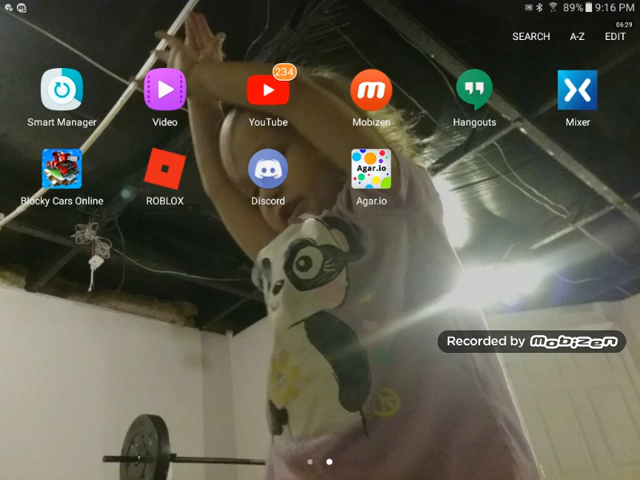 89% 9:16 PM
06:29
SEARCH A-Z EDIT
234
Smart Manager Video YouTube Mobizen Hangouts Mixer
Agar.io
Blocky Cars Online ROBLOX Discord Agar.io
Recorded by mobizen